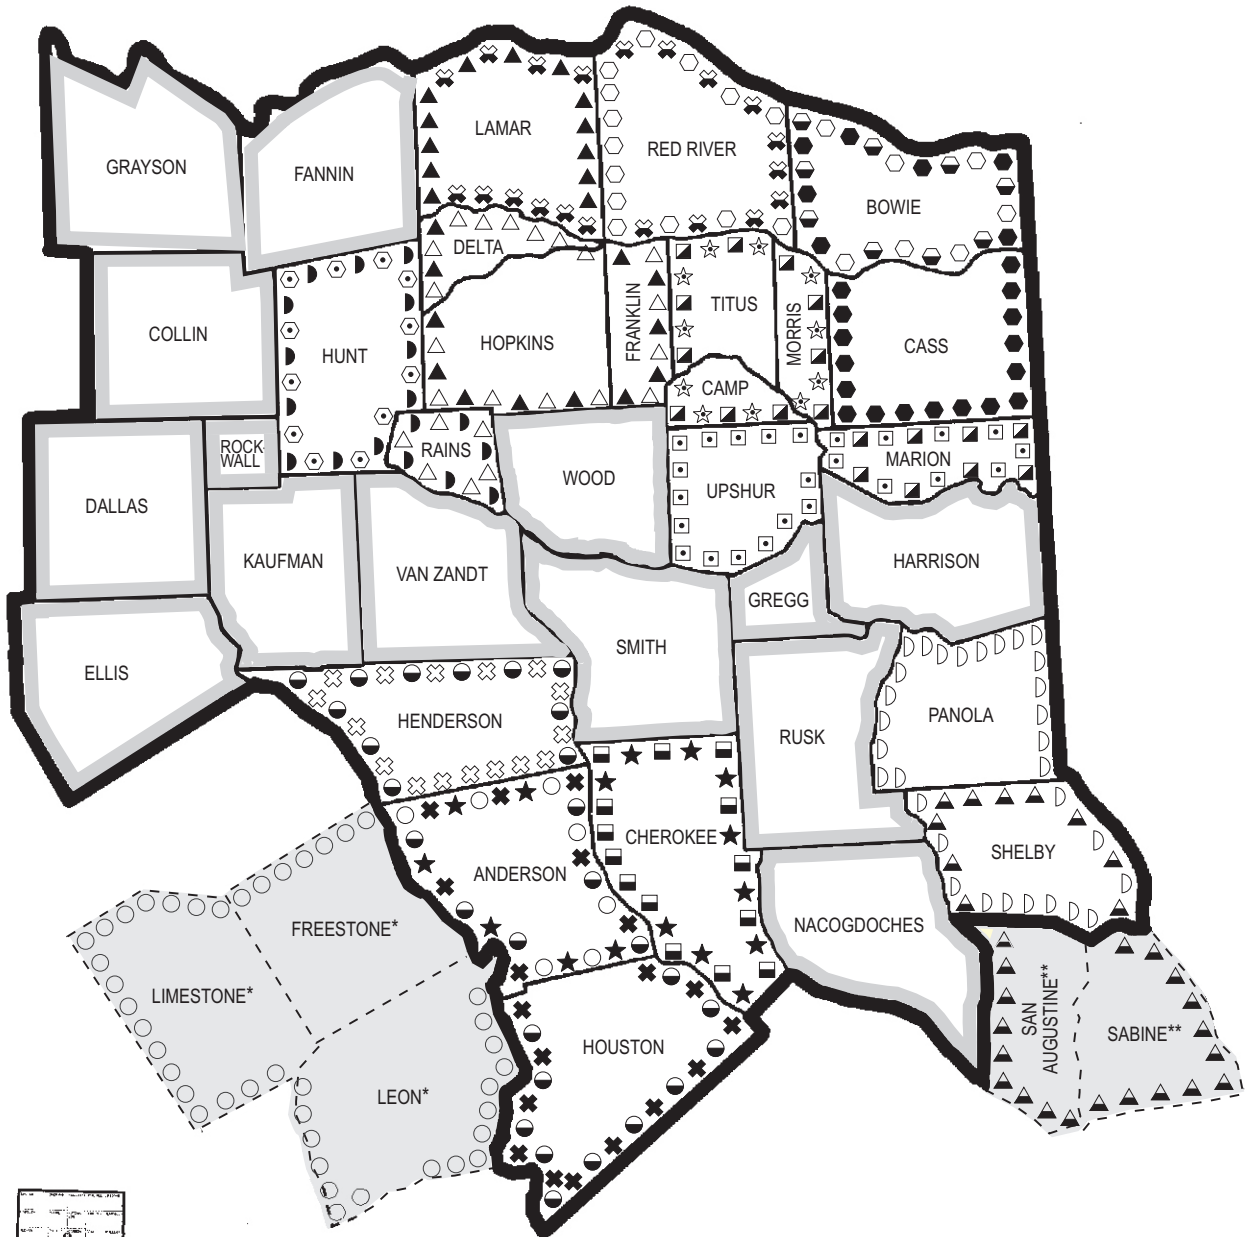 LAMAR
RED RIVER
GRAYSON
FANNIN
BOWIE
DELTA
COLLIN
HUNT
HOPKINS
FRANKLIN
TITUS
MORRIS
CASS
CAMP
ROCK-
WALL
RAINS
WOOD
MARION
DALLAS
UPSHUR
KAUFMAN
VAN ZANDT
HARRISON
GREGG
ELLIS
SMITH
HENDERSON
RUSK
PANOLA
CHEROKEE
ANDERSON
SHELBY
NACOGDOCHES
FREESTONE*
LIMESTONE*
SAN
AUGUSTINE**
SABINE**
HOUSTON
LEON*